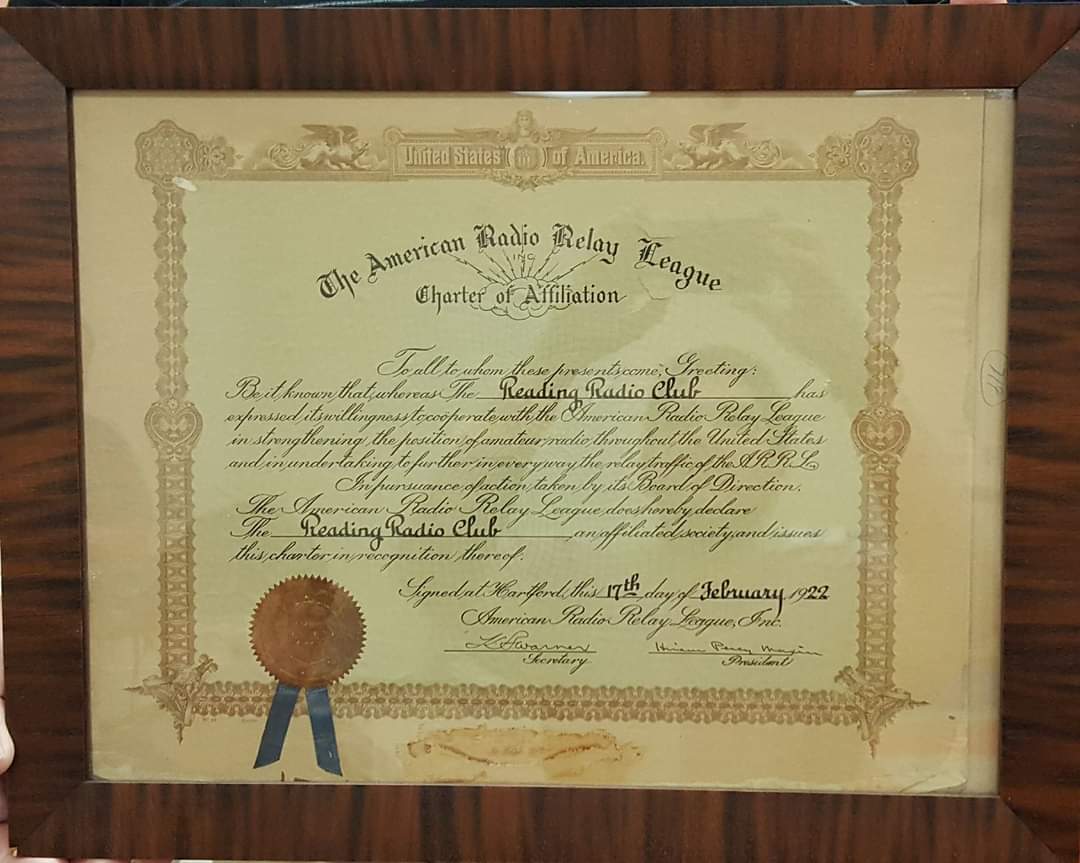 United States of America.
The American Radio Relay League
INC
Charter of Affiliation
To all to whom these presents come, Greeting:
Be it known that, whereas The Reading Radio Club has
expressed its willingness to coöperate with the American Radio Relay League
in strengthening the position of amateur radio throughout the United States
and in undertaking to further in every way the relay traffic of the A.R.R.L.
In pursuance of action taken by its Board of Direction,
The American Radio Relay League does hereby declare
The Reading Radio Club an affiliated society and issues
this charter in recognition thereof.
Signed at Hartford, this 17th day of February 1922
American Radio Relay League, Inc.
K B Warner Hiram Percy Maxim
Secretary President